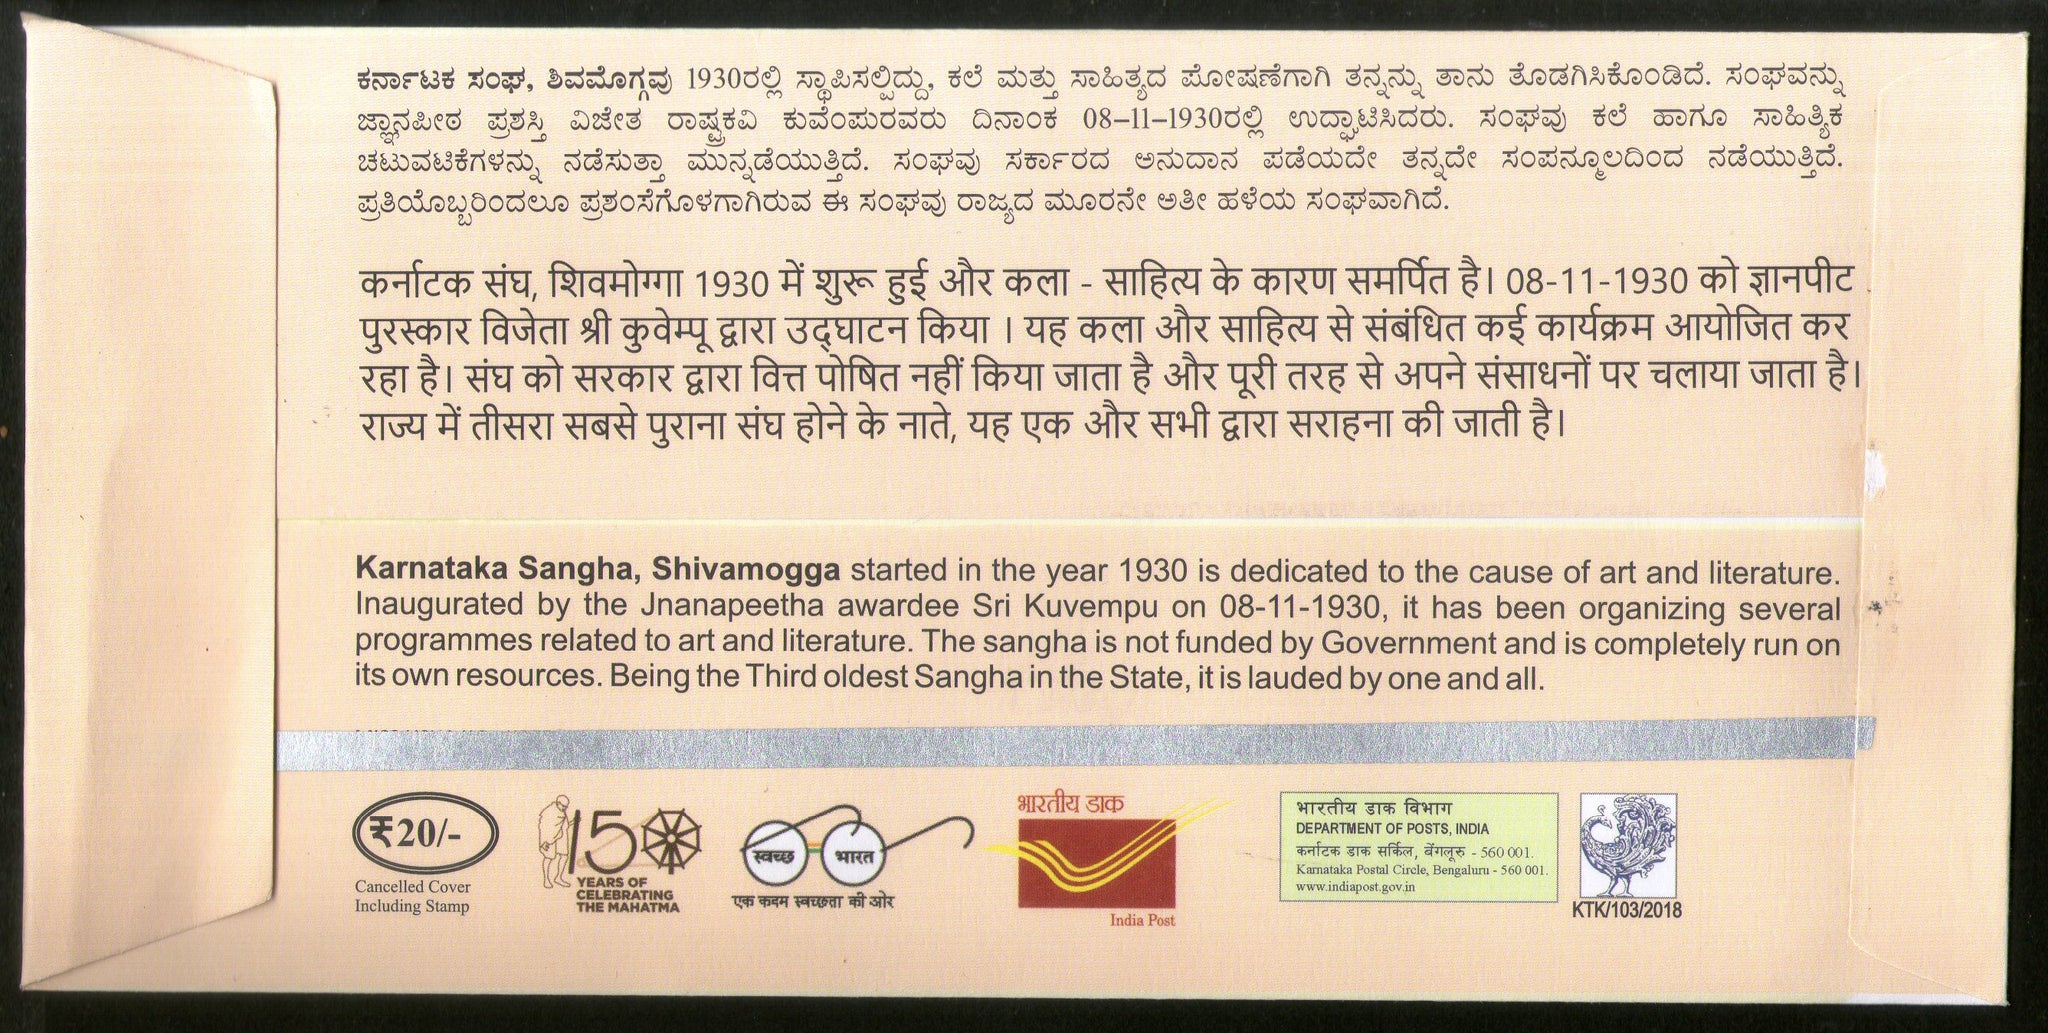 ಕರ್ನಾಟಕ ಸಂಘ, ಶಿವಮೊಗ್ಗವು 1930ರಲ್ಲಿ ಸ್ಥಾಪಿಸಲ್ಪಿದ್ದು, ಕಲೆ ಮತ್ತು ಸಾಹಿತ್ಯದ ಪೋಷಣೆಗಾಗಿ ತನ್ನನ್ನು ತಾನು ತೊಡಗಿಸಿಕೊಂಡಿದೆ. ಸಂಘವನ್ನು
ಜ್ಞಾನಪೀಠ ಪ್ರಶಸ್ತಿ ವಿಜೇತ ರಾಷ್ಟ್ರಕವಿ ಕುವೆಂಪುರವರು ದಿನಾಂಕ 08–11–1930ರಲ್ಲಿ ಉದ್ಘಾಟಿಸಿದರು. ಸಂಘವು ಕಲೆ ಹಾಗೂ ಸಾಹಿತ್ಯಿಕ
ಚಟುವಟಿಕೆಗಳನ್ನು ನಡೆಸುತ್ತಾ ಮುನ್ನಡೆಯುತ್ತಿದೆ. ಸಂಘವು ಸರ್ಕಾರದ ಅನುದಾನ ಪಡೆಯದೇ ತನ್ನದೇ ಸಂಪನ್ಮೂಲದಿಂದ ನಡೆಯುತ್ತಿದೆ.
ಪ್ರತಿಯೊಬ್ಬರಿಂದಲೂ ಪ್ರಶಂಸೆಗೊಳಗಾಗಿರುವ ಈ ಸಂಘವು ರಾಜ್ಯದ ಮೂರನೇ ಅತೀ ಹಳೆಯ ಸಂಘವಾಗಿದೆ.
कर्नाटक संघ, शिवमोग्गा 1930 में शुरू हुई और कला - साहित्य के कारण समर्पित है। 08-11-1930 को ज्ञानपीट
पुरस्कार विजेता श्री कुवेम्पू द्वारा उद्घाटन किया । यह कला और साहित्य से संबंधित कई कार्यक्रम आयोजित कर
रहा है। संघ को सरकार द्वारा वित्त पोषित नहीं किया जाता है और पूरी तरह से अपने संसाधनों पर चलाया जाता है।
राज्य में तीसरा सबसे पुराना संघ होने के नाते, यह एक और सभी द्वारा सराहना की जाती है।
Karnataka Sangha, Shivamogga started in the year 1930 is dedicated to the cause of art and literature.
Inaugurated by the Jnanapeetha awardee Sri Kuvempu on 08-11-1930, it has been organizing several
programmes related to art and literature. The sangha is not funded by Government and is completely run on
its own resources. Being the Third oldest Sangha in the State, it is lauded by one and all.
₹20/-
Cancelled Cover
Including Stamp
150
YEARS OF
CELEBRATING
THE MAHATMA
स्वच्छ भारत
एक कदम स्वच्छता की ओर
भारतीय डाक
India Post
भारतीय डाक विभाग
DEPARTMENT OF POSTS, INDIA
कर्नाटक डाक सर्किल, बेंगलूरु - 560 001.
Karnataka Postal Circle, Bengaluru - 560 001.
www.indiapost.gov.in
KTK/103/2018